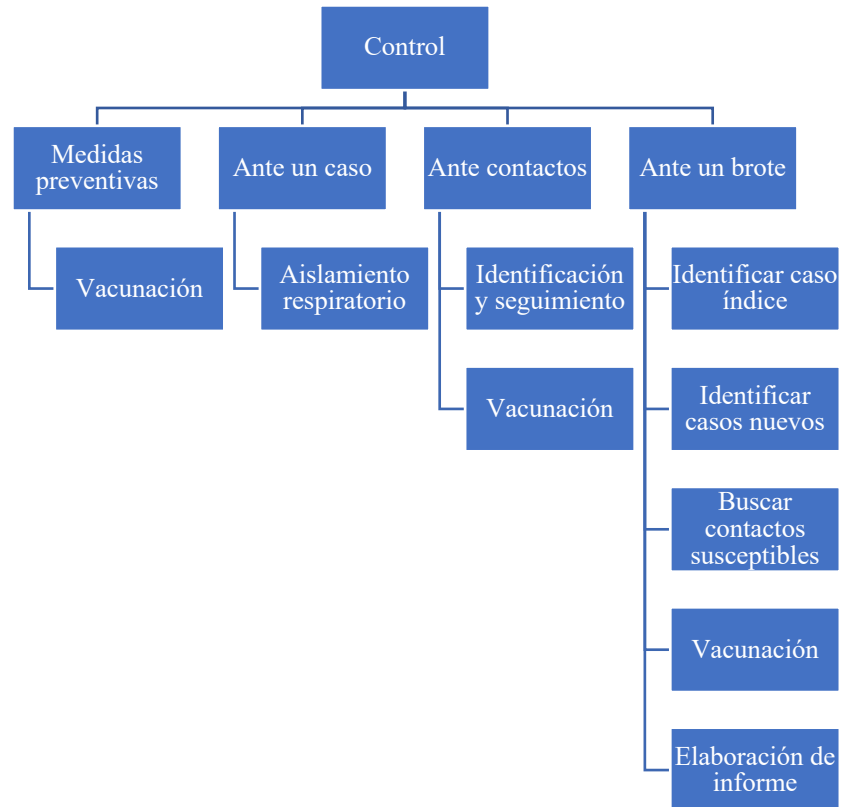 Control
Medidas
preventivas
Vacunación
Ante un caso
Aislamiento
respiratorio
Ante contactos
Identificación
y seguimiento
Vacunación
Ante un brote
Identificar caso
índice
Identificar
casos nuevos
Buscar
contactos
susceptibles
Vacunación
Elaboración de
informe